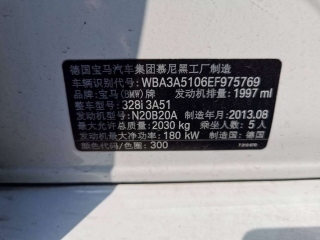 德国宝马汽车集团慕尼黑工厂制造
车辆识别代号: WBA3A5106EF975769
宝马(BMW)牌 发动机排量: 1997 ml
整车型号: 328i 3A51
发动机型号: N20B20A 制造年月: 2013.08
最大允许总质量: 2030 kg 乘坐人数: 5 人
发动机最大净功率: 180 kW 制造国: 德国
颜色代码/色圈: 300